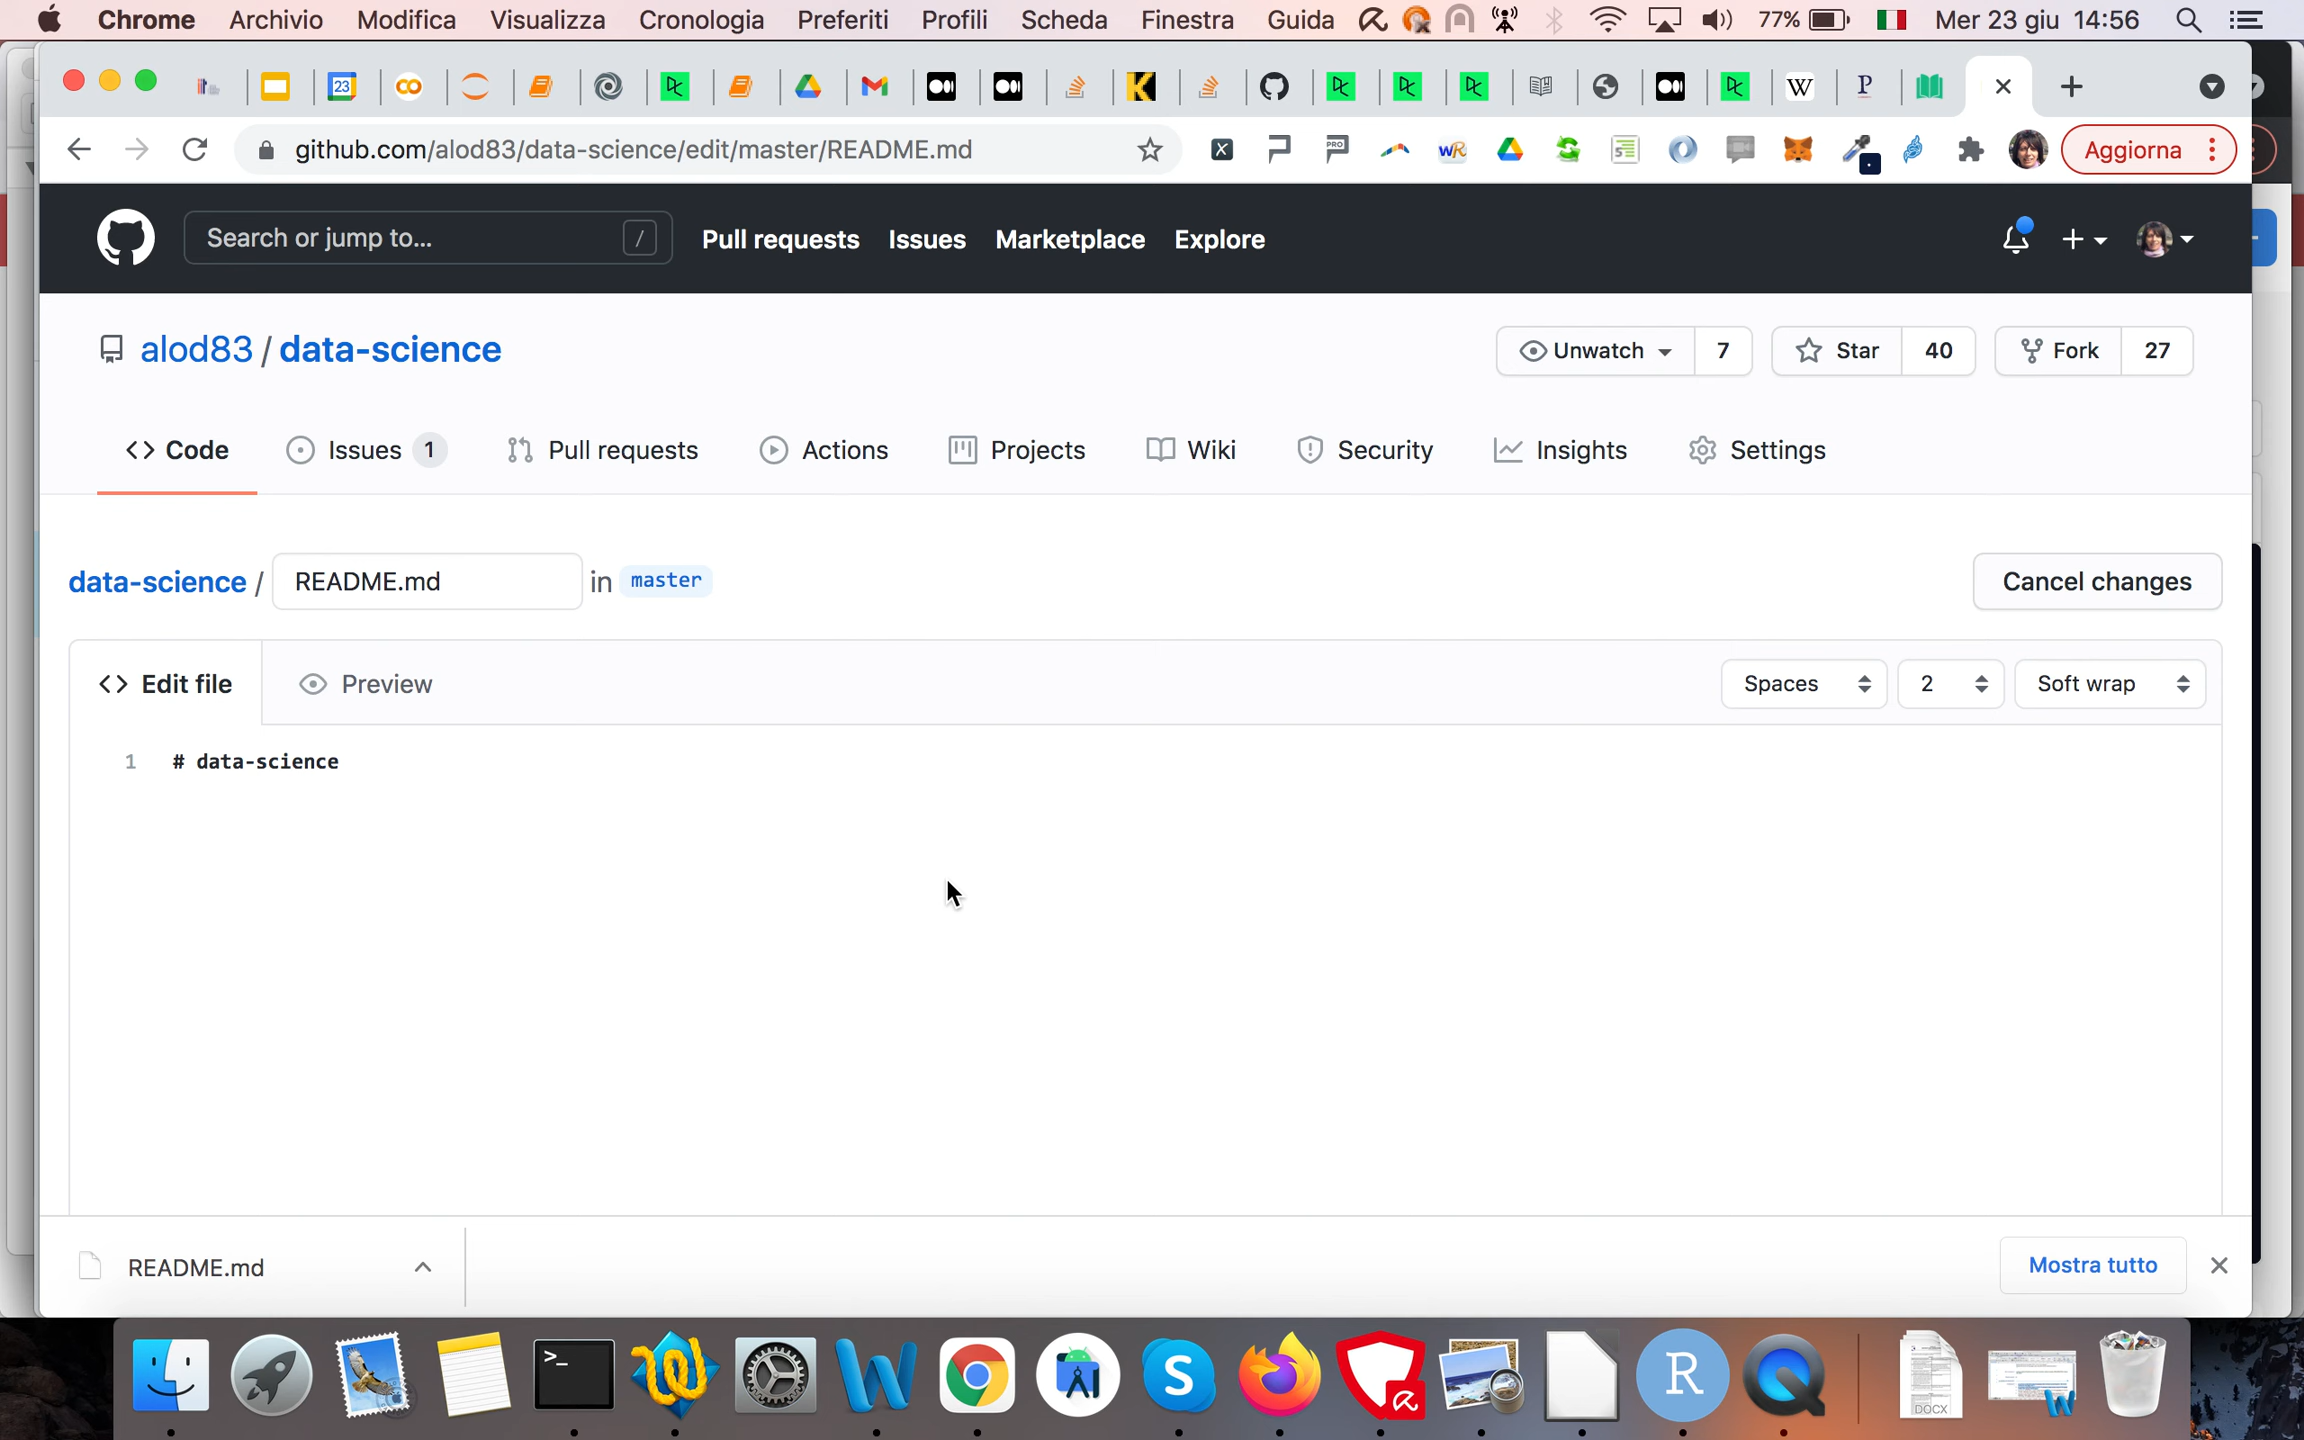 Chrome Archivio Modifica Visualizza Cronologia Preferiti Profili Scheda Finestra Guida 77% Mer 23 giu 14:56
github.com/alod83/data-science/edit/master/README.md Aggiorna
Search or jump to... / Pull requests Issues Marketplace Explore
alod83 / data-science Unwatch 7 Star 40 Fork 27
Code Issues 1 Pull requests Actions Projects Wiki Security Insights Settings
data-science / README.md in master Cancel changes
<> Edit file Preview Spaces 2 Soft wrap
1 # data-science
README.md Mostra tutto
DOCX